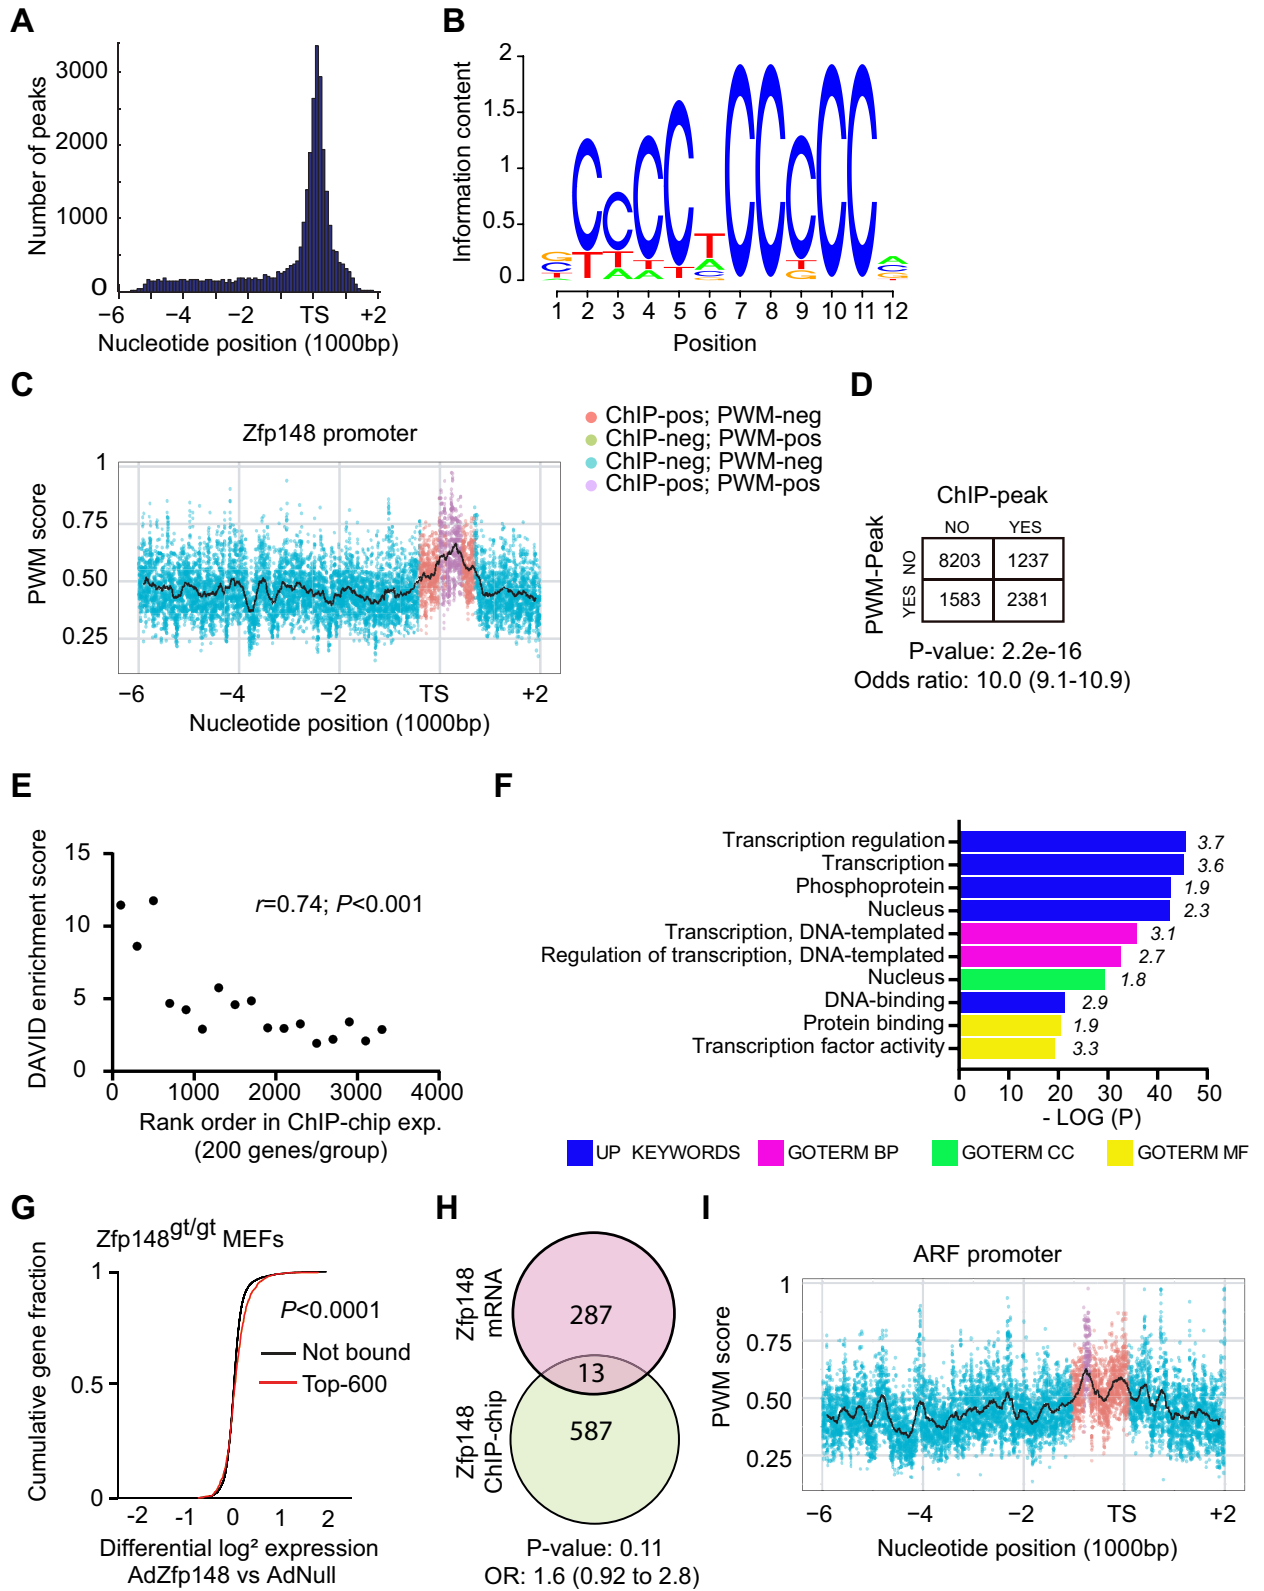 A
Number of peaks
3000
2000
1000
0
−6 −4 −2 TS +2
Nucleotide position (1000bp)
B
Information content
2
1.5
1
0.5
0
1 2 3 4 5 6 7 8 9 10 11 12
Position
C
Zfp148 promoter
PWM score
1
0.75
0.50
0.25
−6 −4 −2 TS +2
Nucleotide position (1000bp)
ChIP-pos; PWM-neg
ChIP-neg; PWM-pos
ChIP-neg; PWM-neg
ChIP-pos; PWM-pos
D
ChIP-peak
NO YES
PWM-Peak
NO 8203 1237
YES 1583 2381
P-value: 2.2e-16
Odds ratio: 10.0 (9.1-10.9)
E
DAVID enrichment score
15
10
5
0
r=0.74; P<0.001
0 1000 2000 3000 4000
Rank order in ChIP-chip exp.
(200 genes/group)
F
Transcription regulation 3.7
Transcription 3.6
Phosphoprotein 1.9
Nucleus 2.3
Transcription, DNA-templated 3.1
Regulation of transcription, DNA-templated 2.7
Nucleus 1.8
DNA-binding 2.9
Protein binding 1.9
Transcription factor activity 3.3
0 10 20 30 40 50
- LOG (P)
UP KEYWORDS GOTERM BP GOTERM CC GOTERM MF
G
Zfp148gt/gt MEFs
Cumulative gene fraction
1
0.5
0
P<0.0001
Not bound
Top-600
-2 -1 0 1 2
Differential log² expression
AdZfp148 vs AdNull
H
Zfp148
mRNA
287
13
587
Zfp148
ChIP-chip
P-value: 0.11
OR: 1.6 (0.92 to 2.8)
I
ARF promoter
PWM score
1
0.75
0.50
0.25
−6 −4 −2 TS +2
Nucleotide position (1000bp)